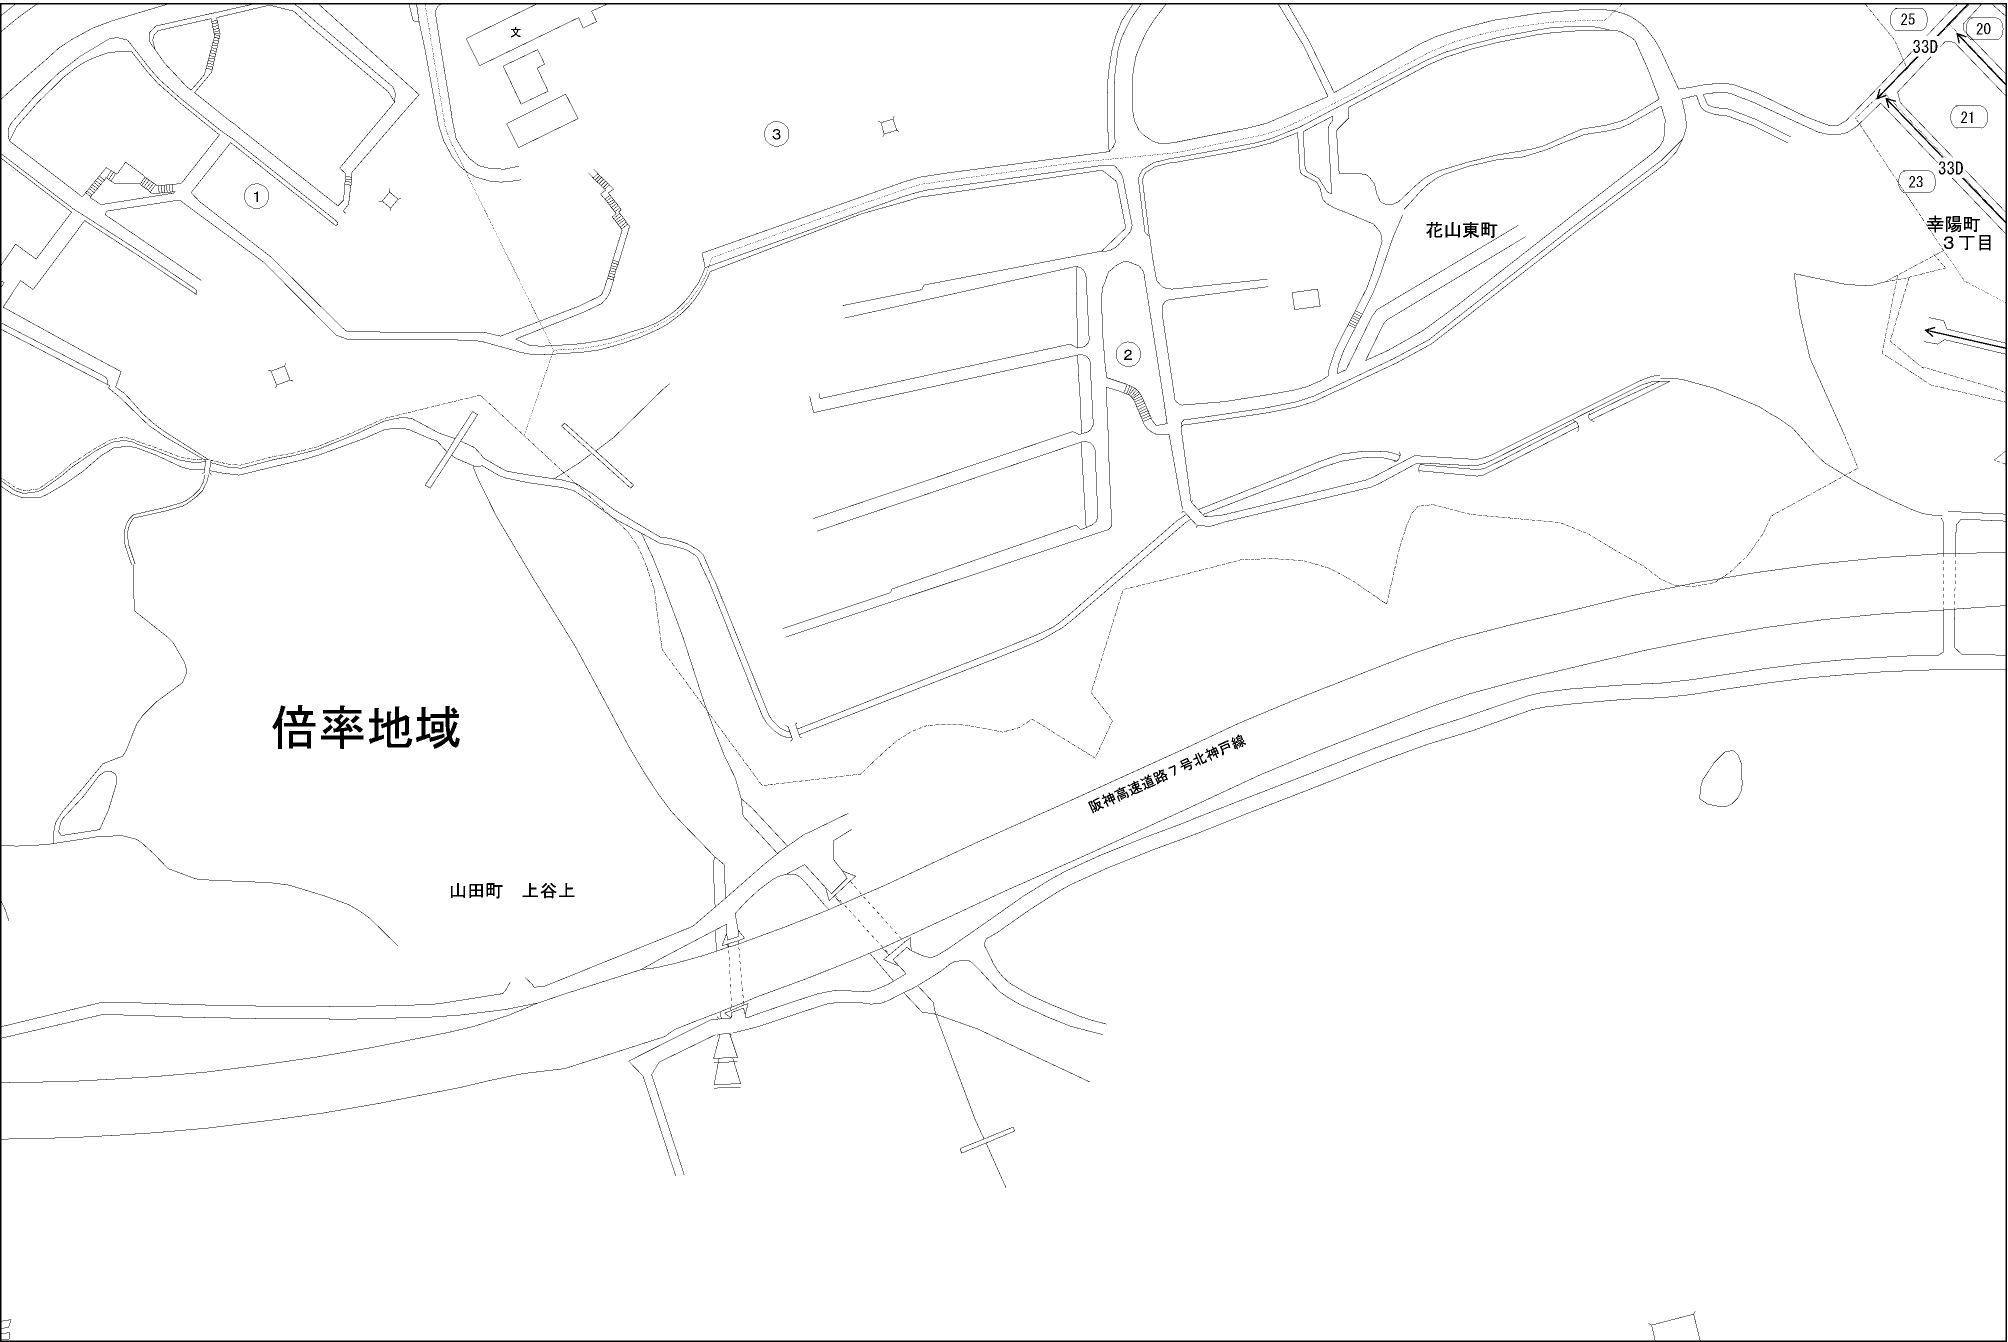 文
25
20
33D
21
3
33D
23
1
花山東町
幸陽町
３丁目
2
倍率地域
阪神高速道路７号北神戸線
山田町　上谷上